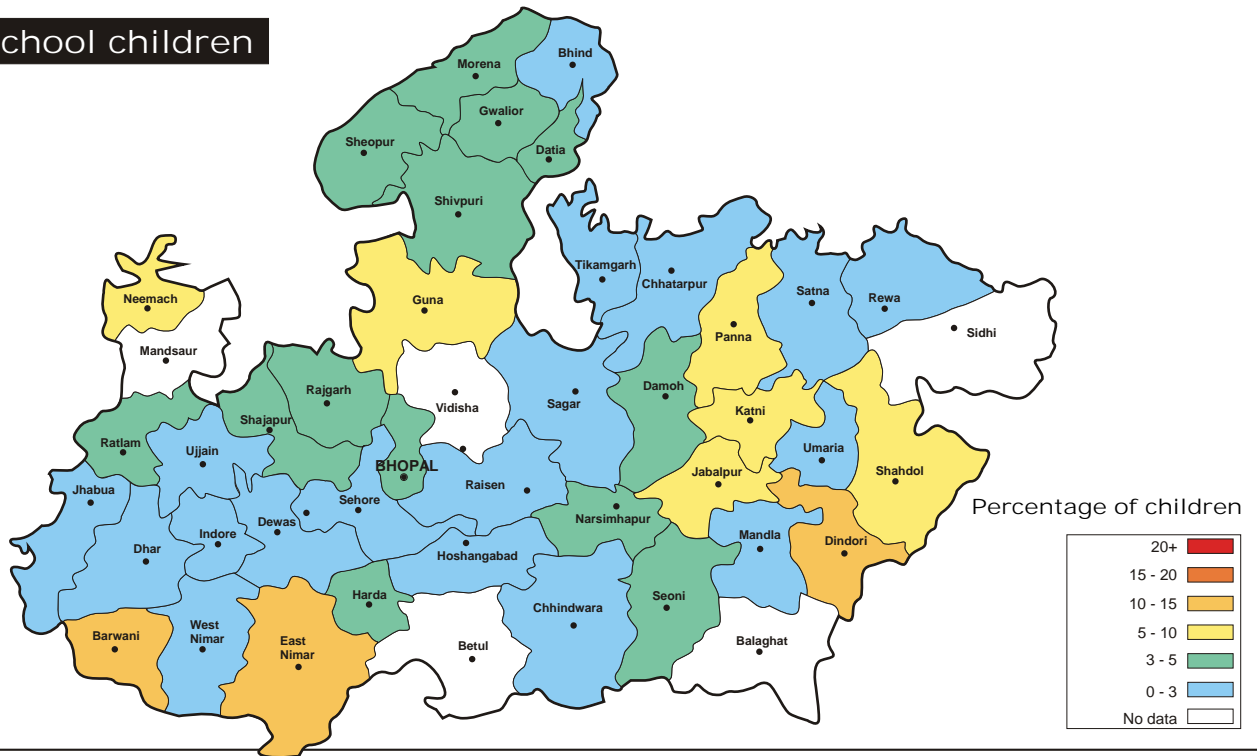 chool children
Bhind
Morena
Gwalior
Sheopur
Datia
Shivpuri
Tikamgarh
Chhatarpur
Satna
Rewa
Neemach
Guna
Panna
Sidhi
Mandsaur
Rajgarh
Vidisha
Sagar
Damoh
Katni
Shajapur
Ratlam
Ujjain
BHOPAL
Umaria
Jabalpur
Shahdol
Jhabua
Sehore
Raisen
Narsimhapur
Indore
Dewas
Dhar
Hoshangabad
Mandla
Dindori
Harda
Chhindwara
Seoni
Barwani
West
Nimar
East
Nimar
Betul
Balaghat
Percentage of children
20+
15 - 20
10 - 15
5 - 10
3 - 5
0 - 3
No data